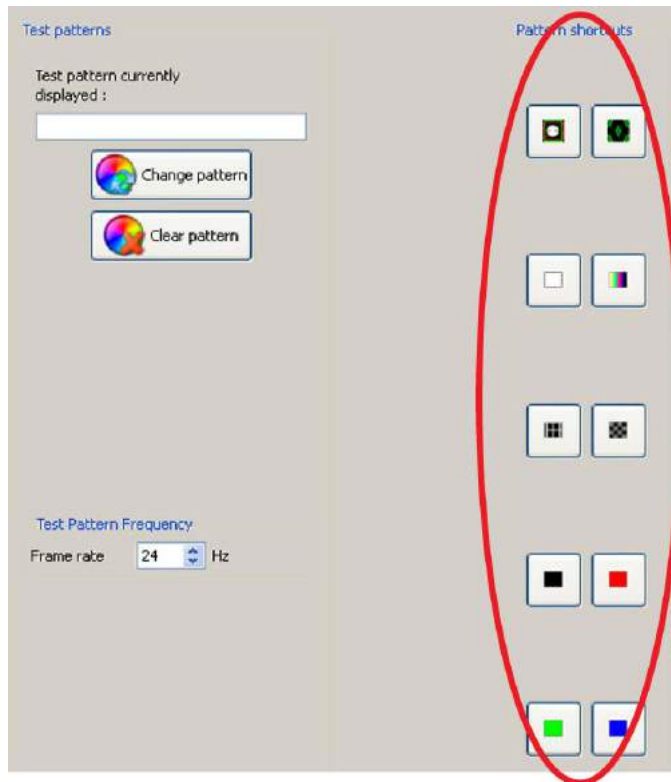 Test patterns
Pattern shortcuts
Test pattern currently
displayed :
Change pattern
Clear pattern
Test Pattern Frequency
Frame rate 24 Hz